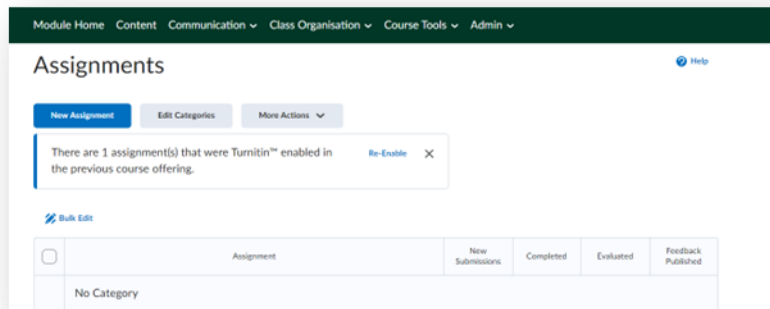 Module Home Content Communication Class Organisation Course Tools Admin
Assignments
Help
New Assignment Edit Categories More Actions
There are 1 assignment(s) that were Turnitin™ enabled in
the previous course offering.
Re-Enable
Bulk Edit
Assignment
New
Submissions
Completed
Evaluated
Feedback
Published
No Category